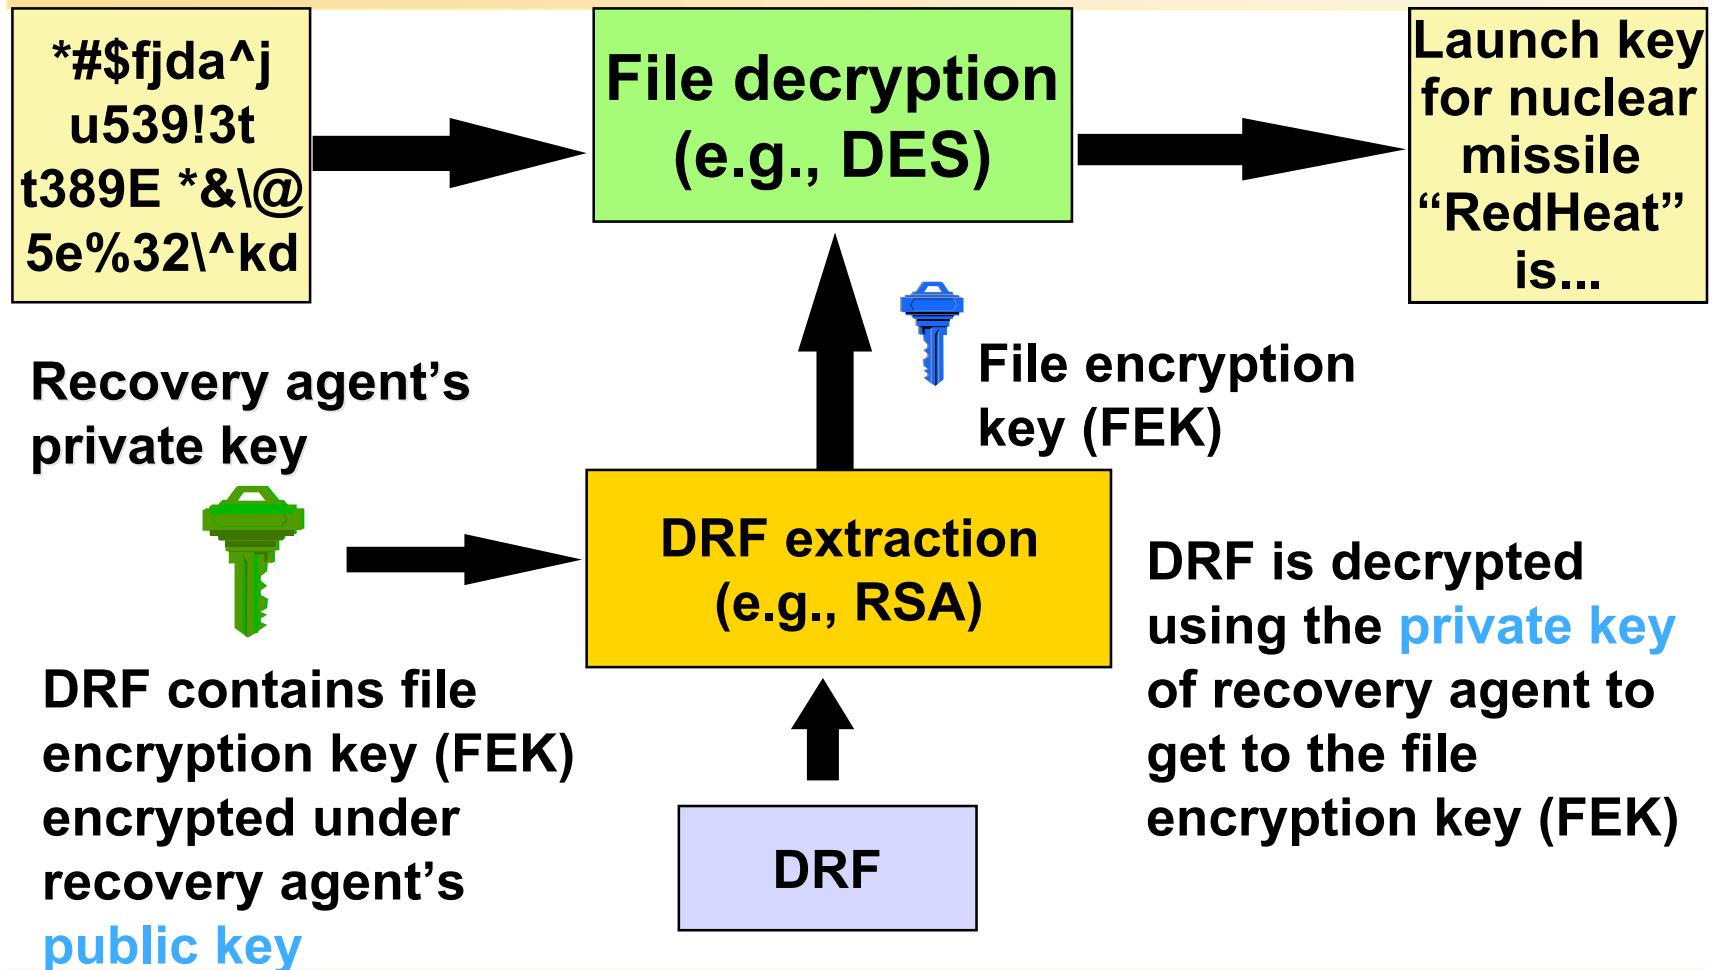 *#$fjda^j
u539!3t
t389E *&\@
5e%32\^kd
File decryption
(e.g., DES)
Launch key
for nuclear
missile
“RedHeat”
is...
Recovery agent’s
private key
File encryption
key (FEK)
DRF extraction
(e.g., RSA)
DRF contains file
encryption key (FEK)
encrypted under
recovery agent’s
public key
DRF is decrypted
using the private key
of recovery agent to
get to the file
encryption key (FEK)
DRF